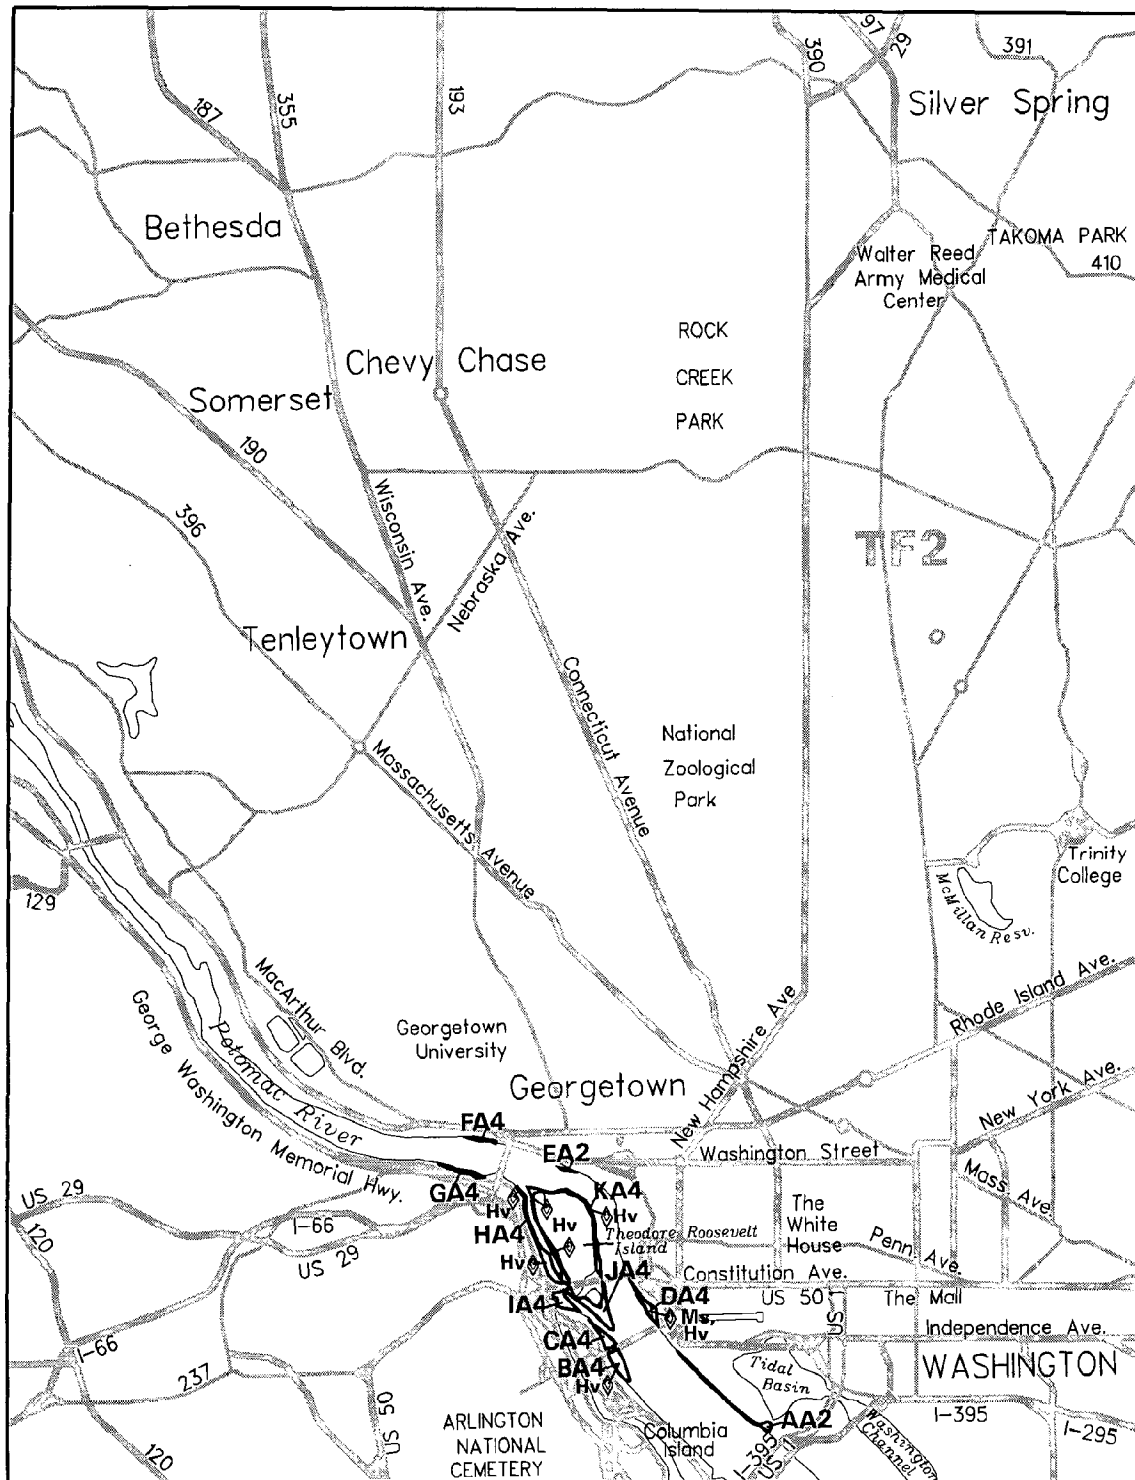 187
355
193
390
97
29
391
Silver Spring
Bethesda
Walter Reed
Army Medical
Center
TAKOMA PARK
410
ROCK
CREEK
PARK
Chevy Chase
Somerset
190
396
Wisconsin Ave.
Nebraska Ave.
TF2
Tenleytown
Connecticut Avenue
National
Zoological
Park
Massachusetts Avenue
Trinity
College
McMillan Resv.
129
MacArthur Blvd.
George Washington Memorial Hwy.
Potomac River
Georgetown
University
Georgetown
New Hampshire Ave
Rhode Island Ave.
New York Ave.
FA4
EA2
Washington Street
Mass Ave.
GA4
KA4
Hv
Hv
Hv
HA4
Theodore Roosevelt
Island
The
White
House
Penn. Ave.
US 29
120
I-66
US 29
Hv
JA4
Constitution Ave.
US 50
The Mall
US 1
IA4
DA4
Ms,
Hv
Independence Ave.
CA4
BA4
Hv
Tidal
Basin
WASHINGTON
I-66
237
US 50
120
AA2
I-395
I-295
I-395
US 1
Washington
Channel
Columbia
Island
ARLINGTON
NATIONAL
CEMETERY